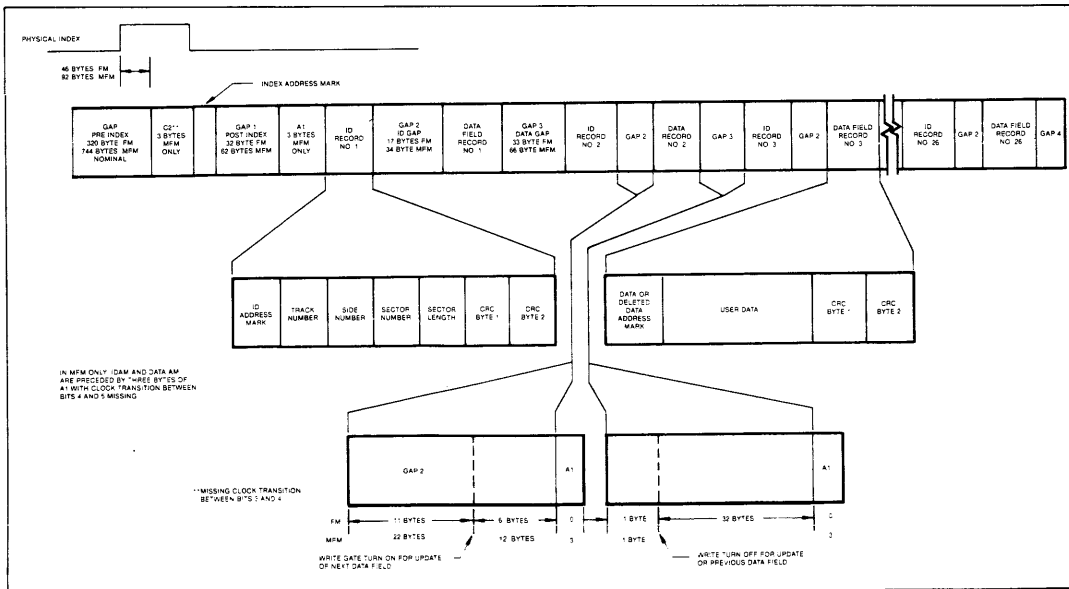 PHYSICAL INDEX
46 BYTES FM
92 BYTES MFM
INDEX ADDRESS MARK
GAP
PRE INDEX
320 BYTE FM
744 BYTES MFM
NOMINAL
C2**
3 BYTES
MFM
ONLY
GAP 1
POST INDEX
32 BYTE FM
62 BYTES MFM
A1
3 BYTES
MFM
ONLY
ID
RECORD
NO. 1
GAP 2
ID GAP
17 BYTES FM
34 BYTE MFM
DATA
FIELD
RECORD
NO. 1
GAP 3
DATA GAP
33 BYTE FM
66 BYTE MFM
ID
RECORD
NO. 2
GAP 2
DATA
RECORD
NO. 2
GAP 3
ID
RECORD
NO. 3
GAP 2
DATA FIELD
RECORD
NO. 3
ID
RECORD
NO. 26
GAP 2
DATA FIELD
RECORD
NO. 26
GAP 4
ID
ADDRESS
MARK
TRACK
NUMBER
SIDE
NUMBER
SECTOR
NUMBER
SECTOR
LENGTH
CRC
BYTE 1
CRC
BYTE 2
DATA OR
DELETED
DATA
ADDRESS
MARK
USER DATA
CRC
BYTE 1
CRC
BYTE 2
IN MFM ONLY, IDAM AND DATA AM
ARE PRECEDED BY THREE BYTES OF
A1 WITH CLOCK TRANSITION BETWEEN
BITS 4 AND 5 MISSING
GAP 2
A1
A1
**MISSING CLOCK TRANSITION
BETWEEN BITS 3 AND 4
FM 11 BYTES 6 BYTES 0 1 BYTE 32 BYTES 0
MFM 22 BYTES 12 BYTES 3 1 BYTE 3
WRITE GATE TURN ON FOR UPDATE
OF NEXT DATA FIELD
WRITE TURN OFF FOR UPDATE
OR PREVIOUS DATA FIELD